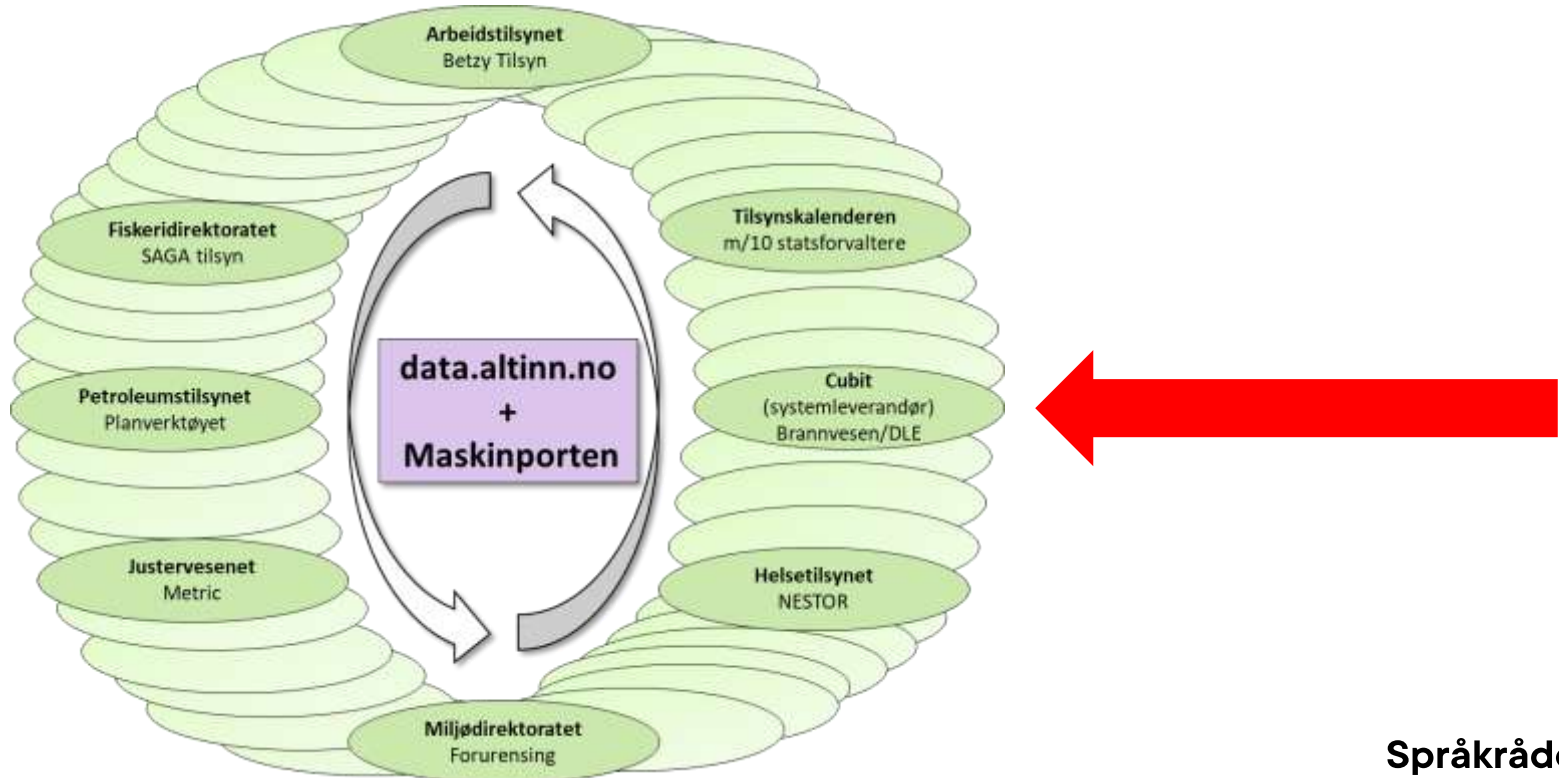 Arbeidstilsynet
Betzy Tilsyn
Tilsynskalenderen
m/10 statsforvaltere
Fiskeridirektoratet
SAGA tilsyn
data.altinn.no
+
Maskinporten
Petroleumstilsynet
Planverktøyet
Cubit
(systemleverandør)
Brannvesen/DLE
Justervesenet
Metric
Helsetilsynet
NESTOR
Miljødirektoratet
Forurensing